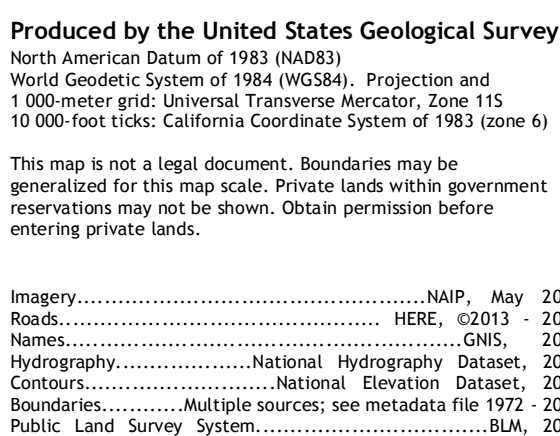 Produced by the United States Geological Survey
North American Datum of 1983 (NAD83)
World Geodetic System of 1984 (WGS84). Projection and
1 000-meter grid: Universal Transverse Mercator, Zone 11S
10 000-foot ticks: California Coordinate System of 1983 (zone 6)
This map is not a legal document. Boundaries may be
generalized for this map scale. Private lands within government
reservations may not be shown. Obtain permission before
entering private lands.
Imagery..................................................NAIP, May 20
Roads............................................... HERE, ©2013 - 20
Names..........................................................GNIS, 20
Hydrography....................National Hydrography Dataset, 20
Contours............................National Elevation Dataset, 20
Boundaries............Multiple sources; see metadata file 1972 - 20
Public Land Survey System..................................BLM, 20